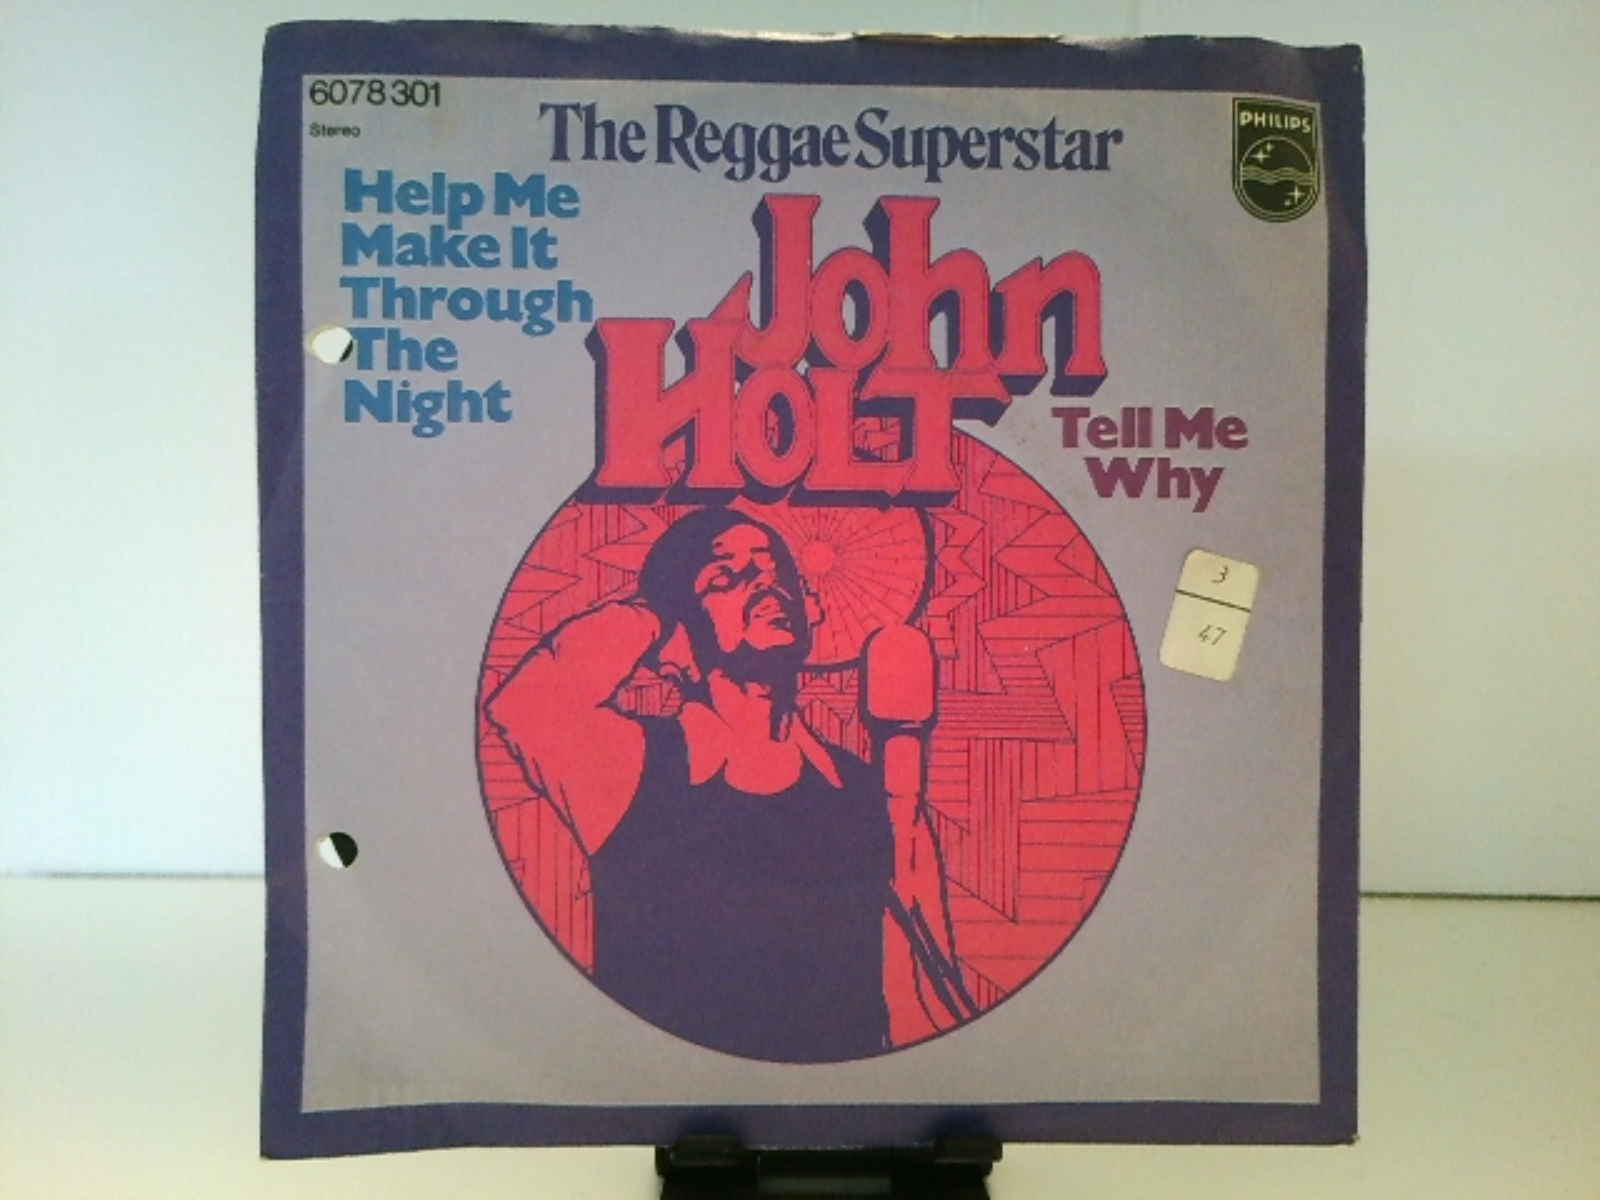 6078 301
Stereo
The Reggae Superstar
PHILIPS
Help Me
Make It
Through
The
Night
John
Holt
Tell Me
Why
3
47